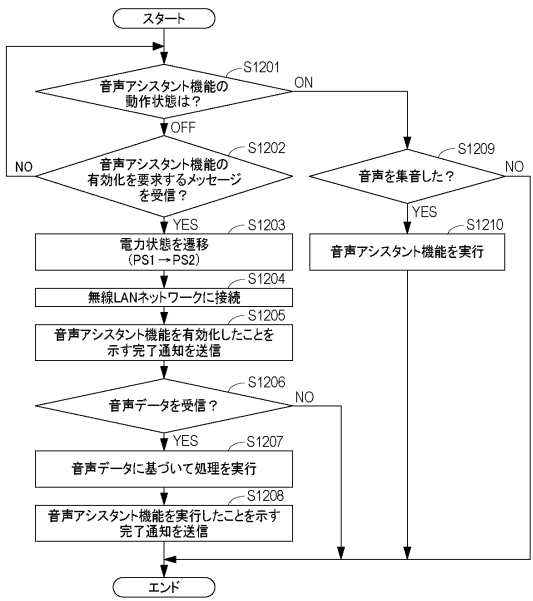 スタート
S1201
音声アシスタント機能の
動作状態は？
ON
OFF
S1202
音声アシスタント機能の
有効化を要求するメッセージ
を受信？
NO
YES
S1209
音声を集音した？
NO
YES
S1210
音声アシスタント機能を実行
S1203
電力状態を遷移
(PS1→PS2)
S1204
無線LANネットワークに接続
S1205
音声アシスタント機能を有効化したことを
示す完了通知を送信
S1206
音声データを受信？
NO
YES
S1207
音声データに基づいて処理を実行
S1208
音声アシスタント機能を実行したことを示す
完了通知を送信
エンド